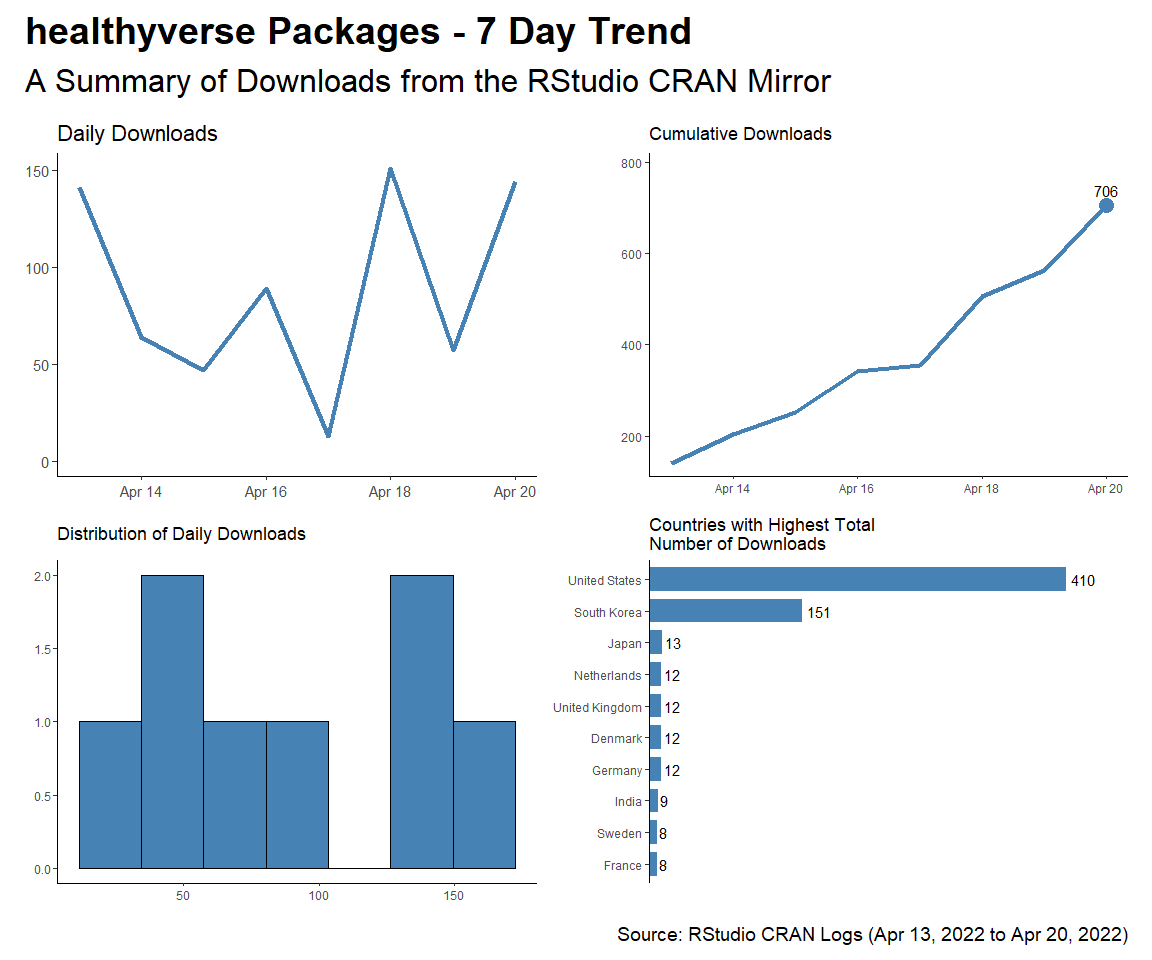 healthyverse Packages - 7 Day Trend
A Summary of Downloads from the RStudio CRAN Mirror
Daily Downloads
150
100
50
0
Apr 14 Apr 16 Apr 18 Apr 20
Cumulative Downloads
800
600
400
200
706
Apr 14 Apr 16 Apr 18 Apr 20
Distribution of Daily Downloads
2.0
1.5
1.0
0.5
0.0
50 100 150
Countries with Highest Total
Number of Downloads
United States 410
South Korea 151
Japan 13
Netherlands 12
United Kingdom 12
Denmark 12
Germany 12
India 9
Sweden 8
France 8
Source: RStudio CRAN Logs (Apr 13, 2022 to Apr 20, 2022)